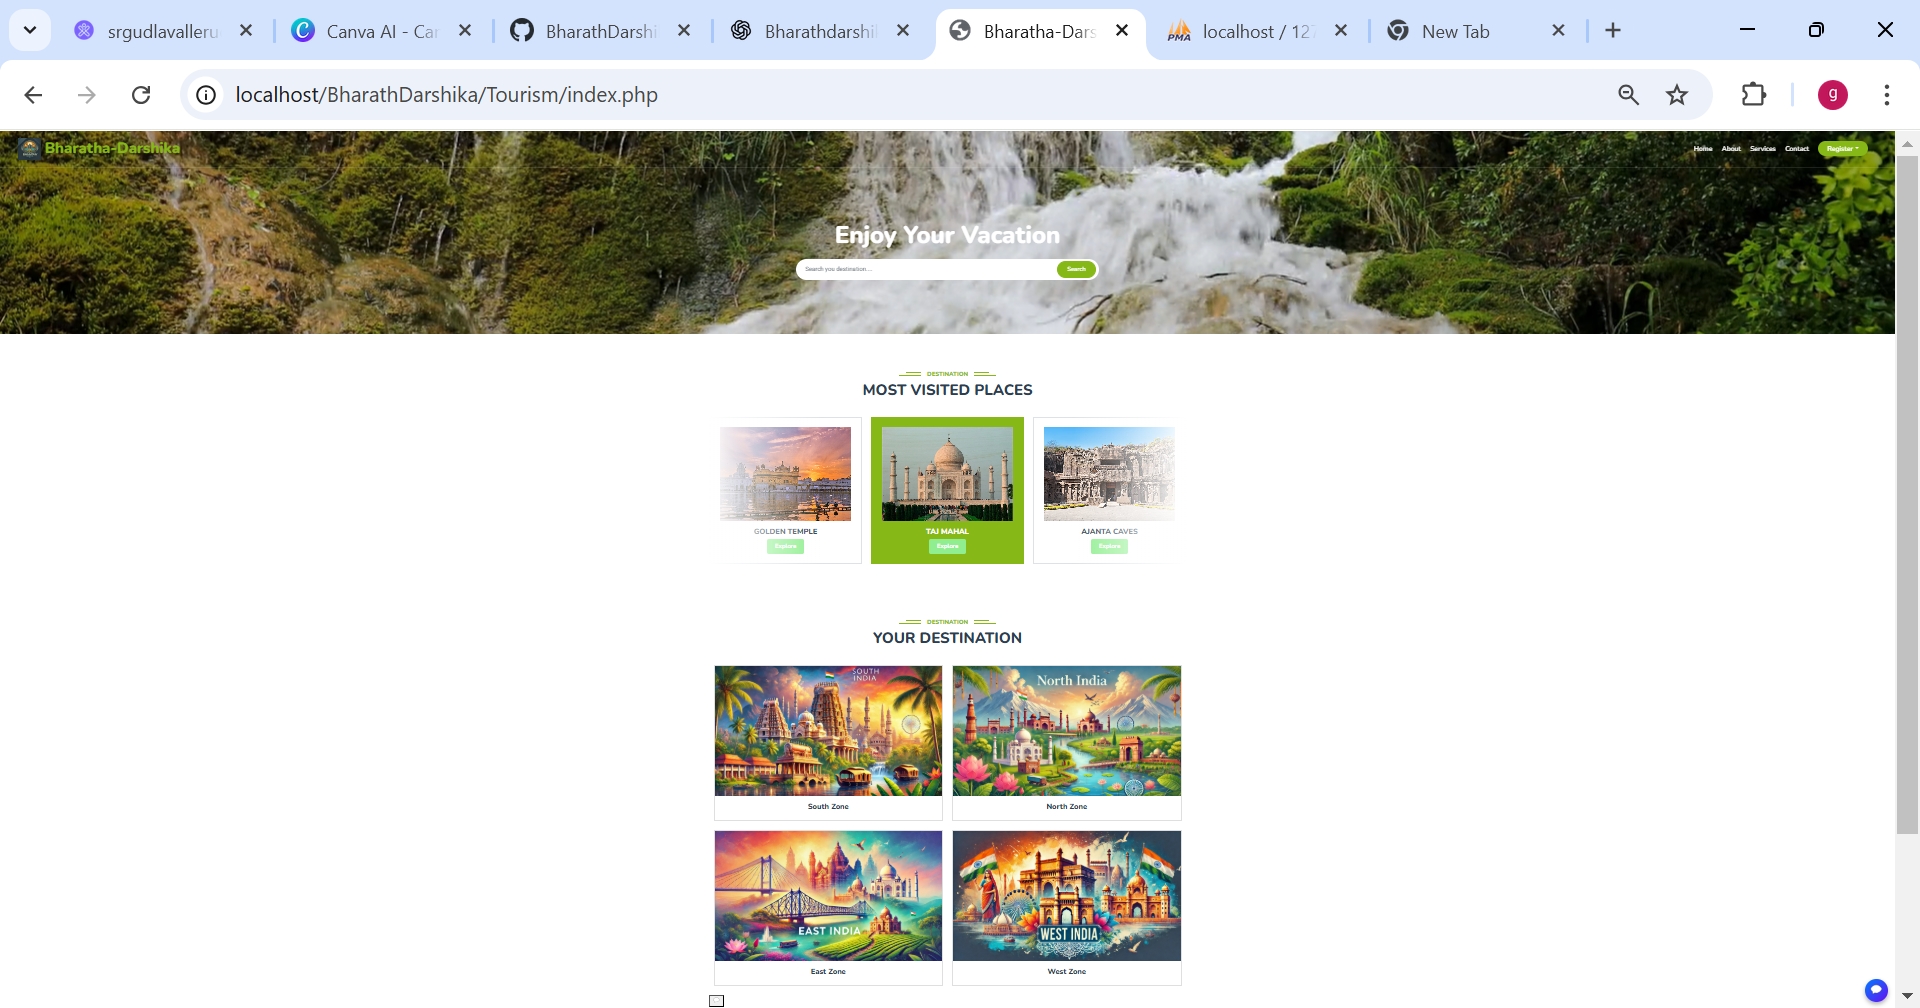 srgudlavalleru
Canva AI - Car
BharathDarshi
Bharathdarshil
Bharatha-Dars
PMA
localhost / 127
New Tab
localhost/BharathDarshika/Tourism/index.php
g
Bharatha-Darshika
Home About Services Contact Register
Enjoy Your Vacation
Search you destination ... Search
DESTINATION
MOST VISITED PLACES
GOLDEN TEMPLE
Explore
TAJ MAHAL
Explore
AJANTA CAVES
Explore
DESTINATION
YOUR DESTINATION
SOUTH
INDIA
South Zone
North India
North Zone
EAST INDIA
East Zone
WEST INDIA
West Zone